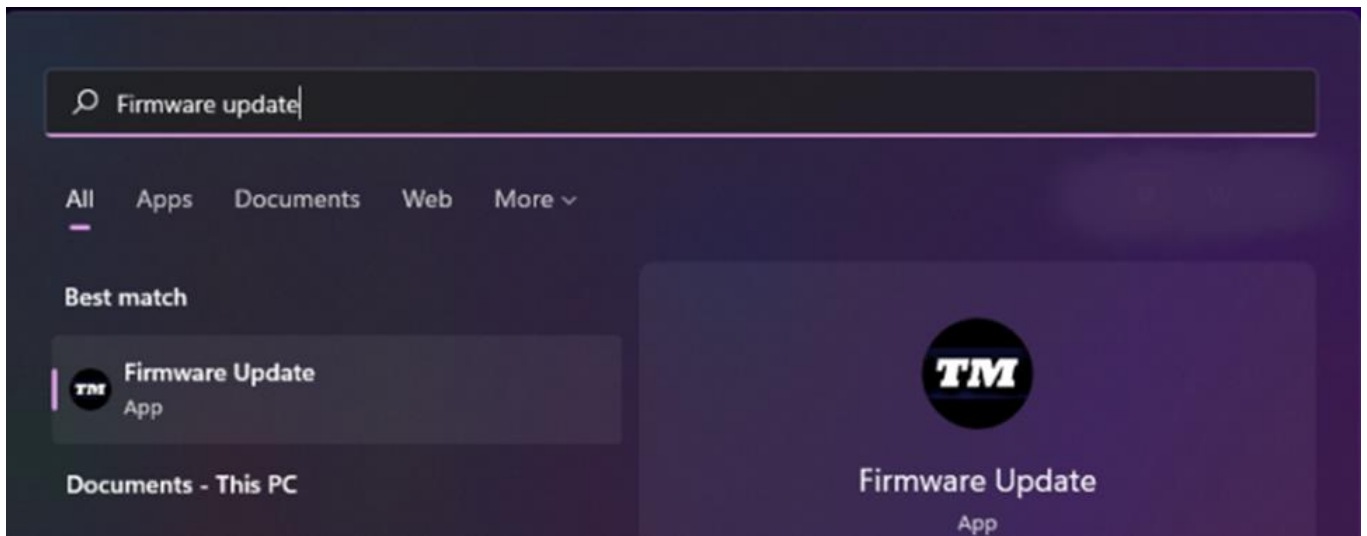 Firmware update
All Apps Documents Web More
Best match
TM Firmware Update
App
Documents - This PC
TM
Firmware Update
App